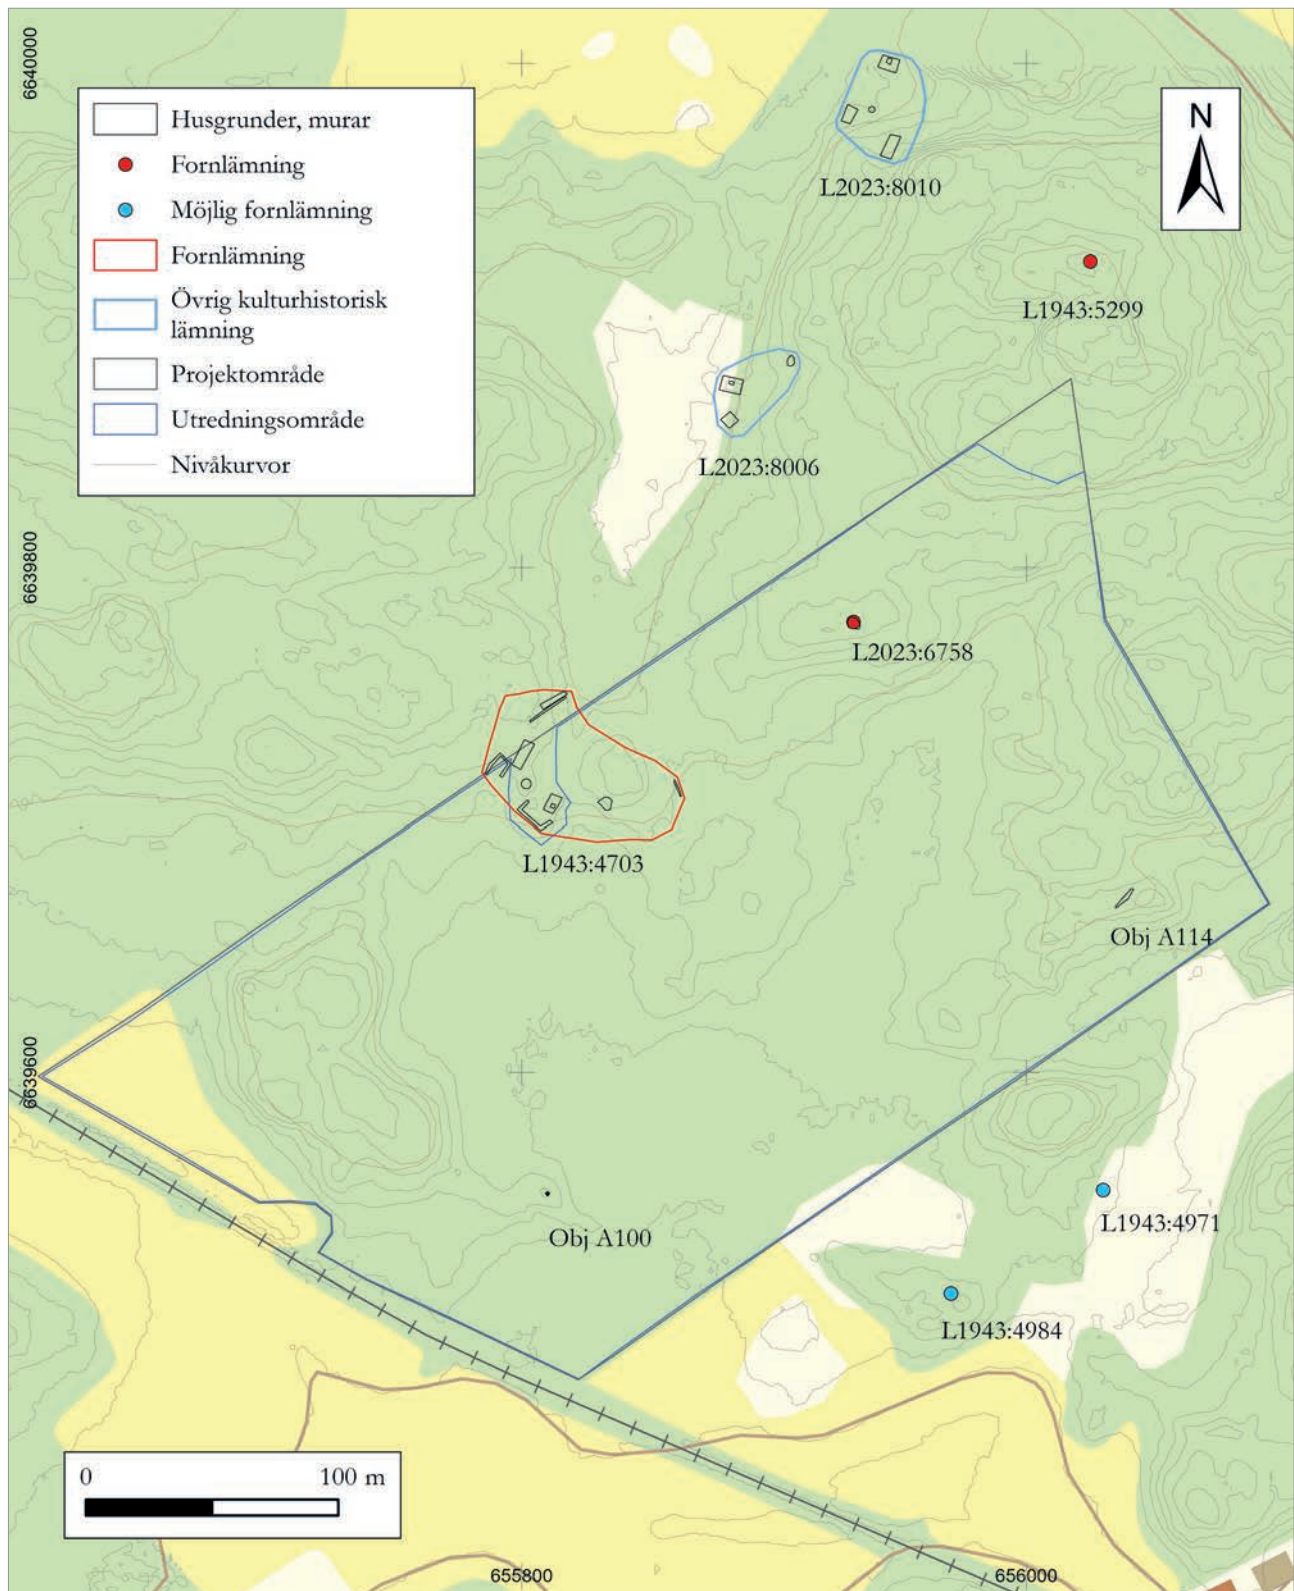 6640000
Husgrunder, murar
Fornlämning
Möjlig fornlämning
Fornlämning
Övrig kulturhistorisk
lämning
Projektområde
Utredningsområde
Nivåkurvor
N
L2023:8010
L1943:5299
L2023:8006
6639800
L2023:6758
L1943:4703
Obj A114
6639600
L1943:4971
Obj A100
L1943:4984
0 100 m
655800 656000